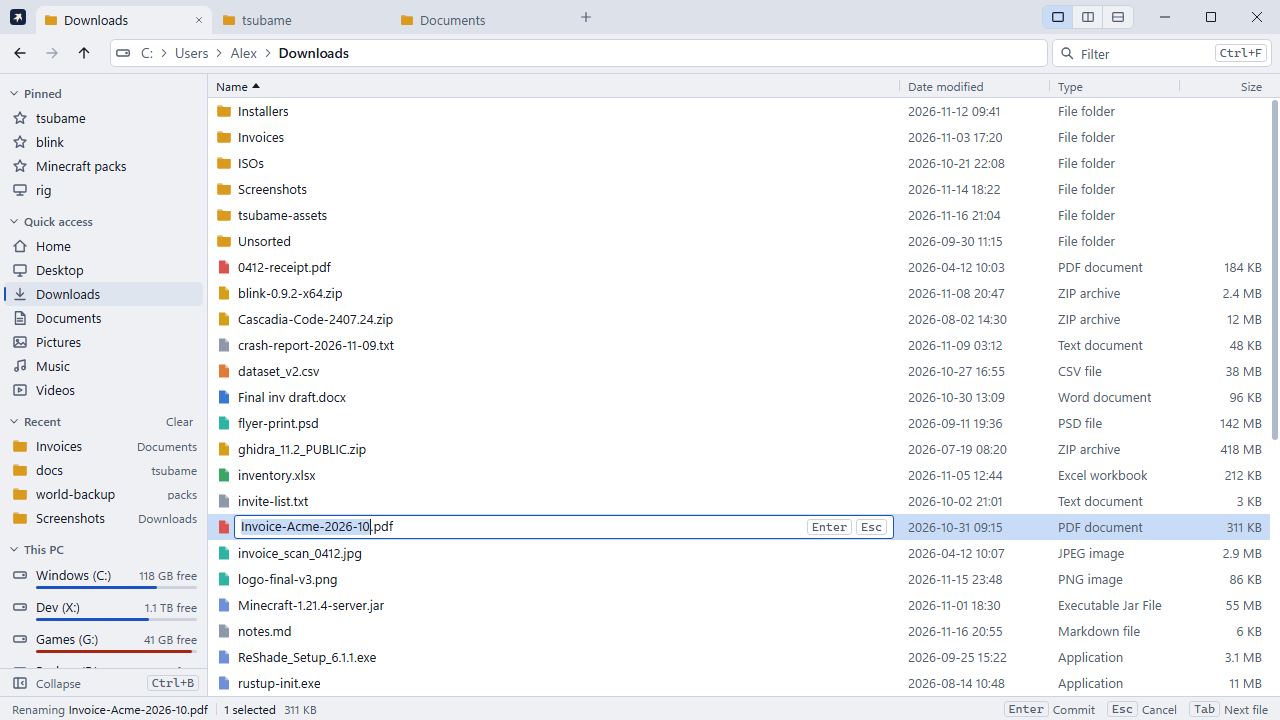 Downloads
tsubame
Documents
C: Users Alex Downloads
Filter Ctrl+F
Pinned
tsubame
blink
Minecraft packs
rig
Quick access
Home
Desktop
Downloads
Documents
Pictures
Music
Videos
Recent Clear
Invoices Documents
docs tsubame
world-backup packs
Screenshots Downloads
This PC
Windows (C:) 118 GB free
Dev (X:) 1.1 TB free
Games (G:) 41 GB free
Collapse Ctrl+B
Name Date modified Type Size
Installers 2026-11-12 09:41 File folder
Invoices 2026-11-03 17:20 File folder
ISOs 2026-10-21 22:08 File folder
Screenshots 2026-11-14 18:22 File folder
tsubame-assets 2026-11-16 21:04 File folder
Unsorted 2026-09-30 11:15 File folder
0412-receipt.pdf 2026-04-12 10:03 PDF document 184 KB
blink-0.9.2-x64.zip 2026-11-08 20:47 ZIP archive 2.4 MB
Cascadia-Code-2407.24.zip 2026-08-02 14:30 ZIP archive 12 MB
crash-report-2026-11-09.txt 2026-11-09 03:12 Text document 48 KB
dataset_v2.csv 2026-10-27 16:55 CSV file 38 MB
Final inv draft.docx 2026-10-30 13:09 Word document 96 KB
flyer-print.psd 2026-09-11 19:36 PSD file 142 MB
ghidra_11.2_PUBLIC.zip 2026-07-19 08:20 ZIP archive 418 MB
inventory.xlsx 2026-11-05 12:44 Excel workbook 212 KB
invite-list.txt 2026-10-02 21:01 Text document 3 KB
Invoice-Acme-2026-10.pdf Enter Esc 2026-10-31 09:15 PDF document 311 KB
invoice_scan_0412.jpg 2026-04-12 10:07 JPEG image 2.9 MB
logo-final-v3.png 2026-11-15 23:48 PNG image 86 KB
Minecraft-1.21.4-server.jar 2026-11-01 18:30 Executable Jar File 55 MB
notes.md 2026-11-16 20:55 Markdown file 6 KB
ReShade_Setup_6.1.1.exe 2026-09-25 15:22 Application 3.1 MB
rustup-init.exe 2026-08-14 10:48 Application 11 MB
Renaming Invoice-Acme-2026-10.pdf 1 selected 311 KB Enter Commit Esc Cancel Tab Next file